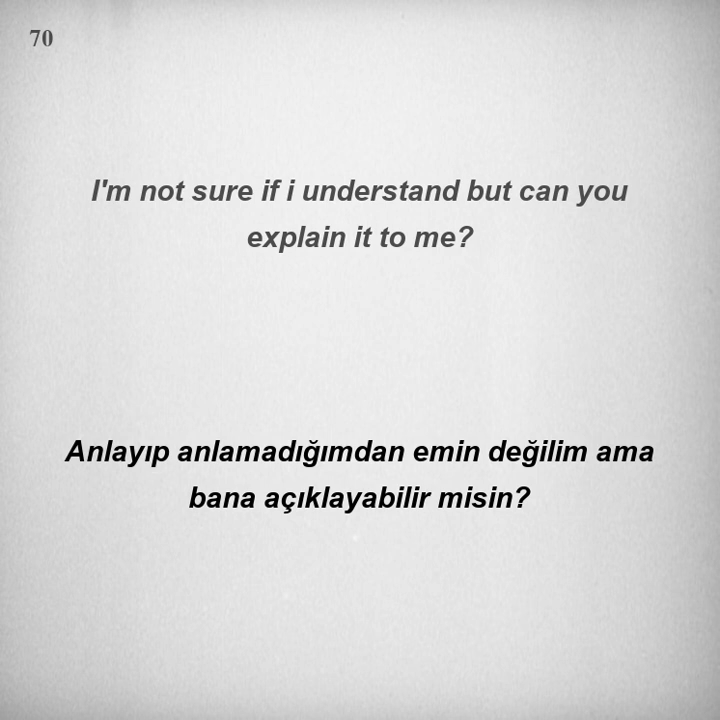 70
I'm not sure if i understand but can you
explain it to me?
Anlayıp anlamadığımdan emin değilim ama
bana açıklayabilir misin?